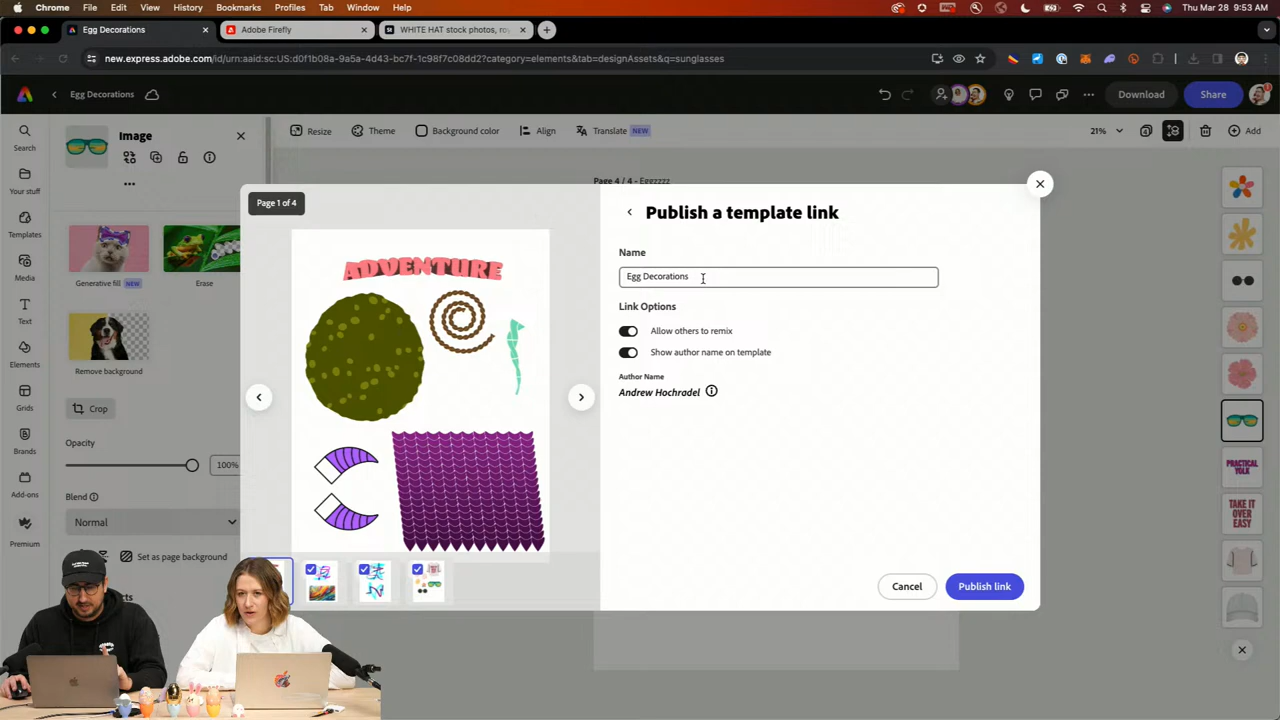 Chrome File Edit View History Bookmarks Profiles Tab Window Help
Thu Mar 28 9:53 AM
Egg Decorations
Adobe Firefly
St WHITE HAT stock photos, roy
new.express.adobe.com/id/urn:aaid:sc:US:d0f1b08a-9a5a-4d43-bc7f-1c98f7c08dd2?category=elements&tab=designAssets&q=sunglasses
Egg Decorations
Download
Share
Search
Your stuff
Templates
Media
Text
Elements
Grids
Brands
Add-ons
Premium
Image
Generative fill NEW
Erase
Remove background
Crop
Opacity
100%
Blend
Normal
Set as page background
Resize
Theme
Background color
Align
Translate NEW
21%
Add
Page 4 / 4 - Eggzzzz
Page 1 of 4
ADVENTURE
Publish a template link
Name
Egg Decorations
Link Options
Allow others to remix
Show author name on template
Author Name
Andrew Hochradel
Cancel
Publish link
PRACTICAL
YOLK
TAKE IT
OVER
EASY